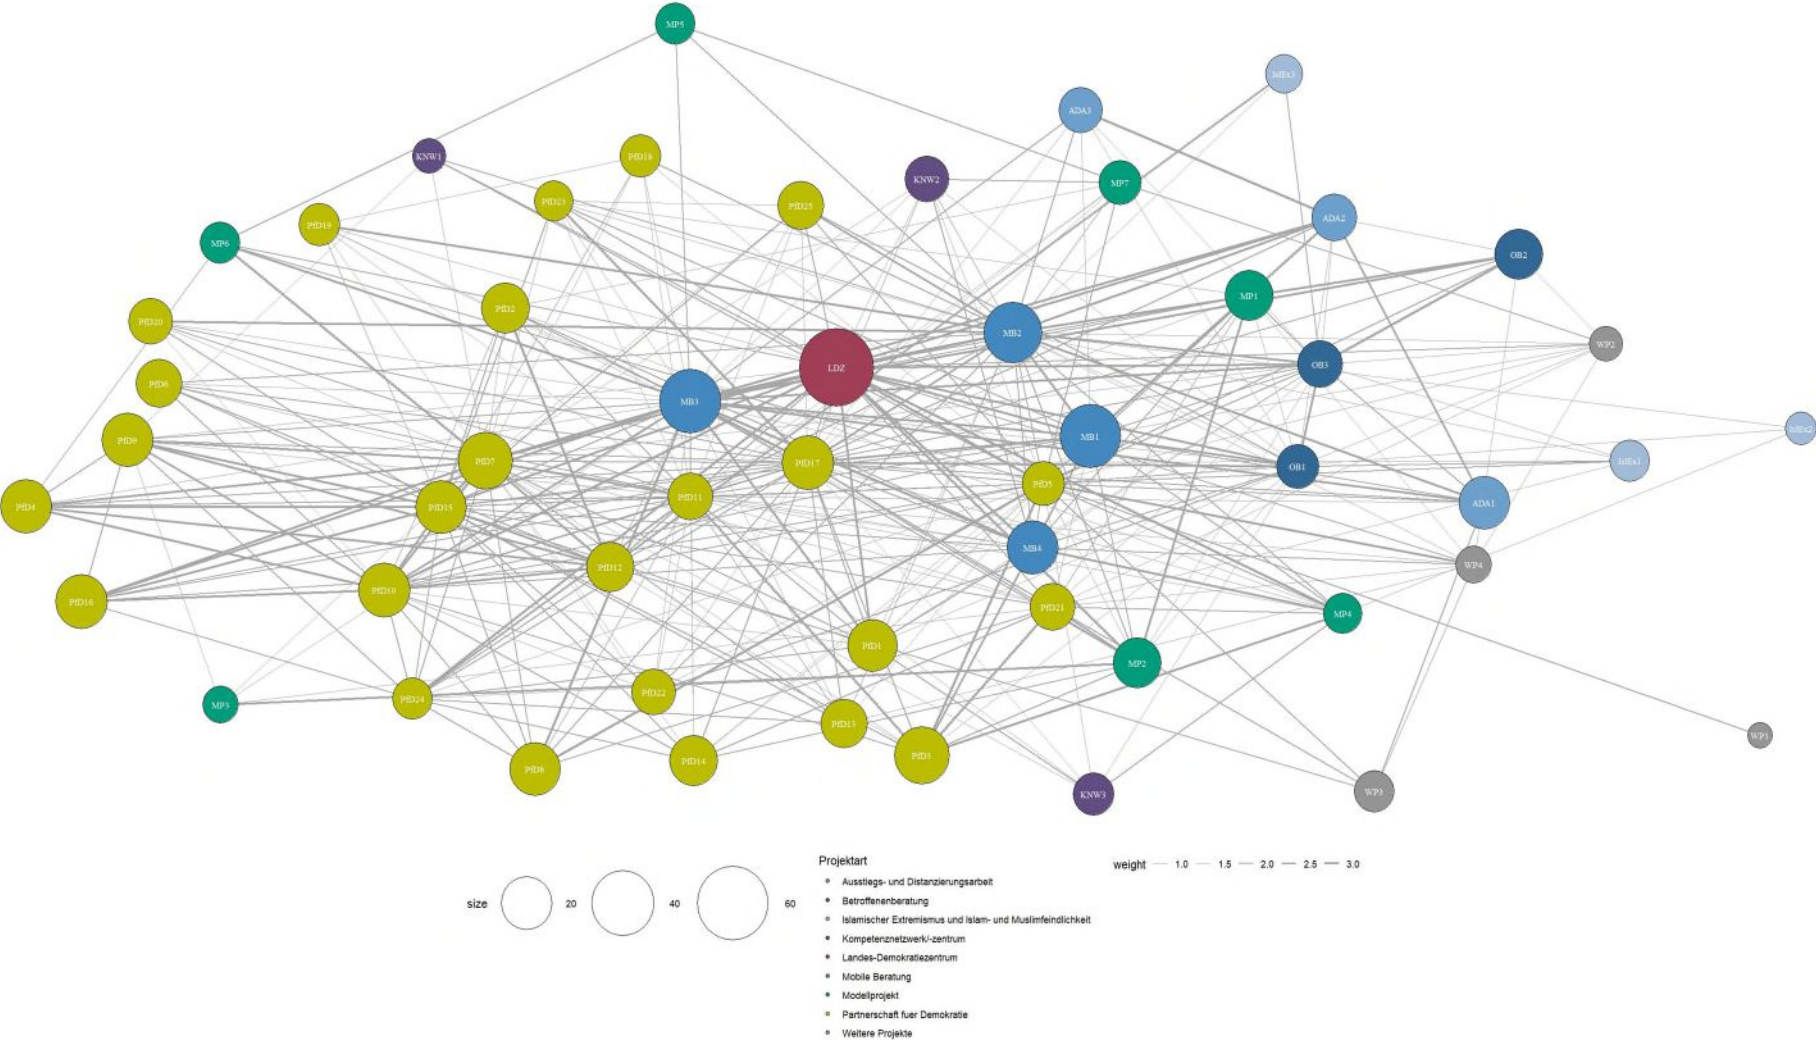 MP5
IslEx3
ADA3
KNW1
PfD18
KNW2
MP7
PfD23
PfD25
PfD19
ADA2
MP6
OB2
MP1
PfD2
PfD20
MB2
WP2
LDZ
OB3
PfD6
MB3
IslEx2
PfD9
MB1
PfD7
PfD17
OB1
IslEx1
PfD5
PfD11
ADA1
PfD4
PfD15
MB4
WP4
PfD12
PfD10
PfD16
PfD21
MP4
PfD1
MP2
PfD22
PfD24
MP3
PfD13
WP1
PfD3
PfD14
PfD8
WP3
KNW3
Projektart
weight 1.0 1.5 2.0 2.5 3.0
size 20 40 60
Ausstiegs- und Distanzierungsarbeit
Betroffenenberatung
Islamischer Extremismus und Islam- und Muslimfeindlichkeit
Kompetenznetzwerk/-zentrum
Landes-Demokratiezentrum
Mobile Beratung
Modellprojekt
Partnerschaft fuer Demokratie
Weitere Projekte